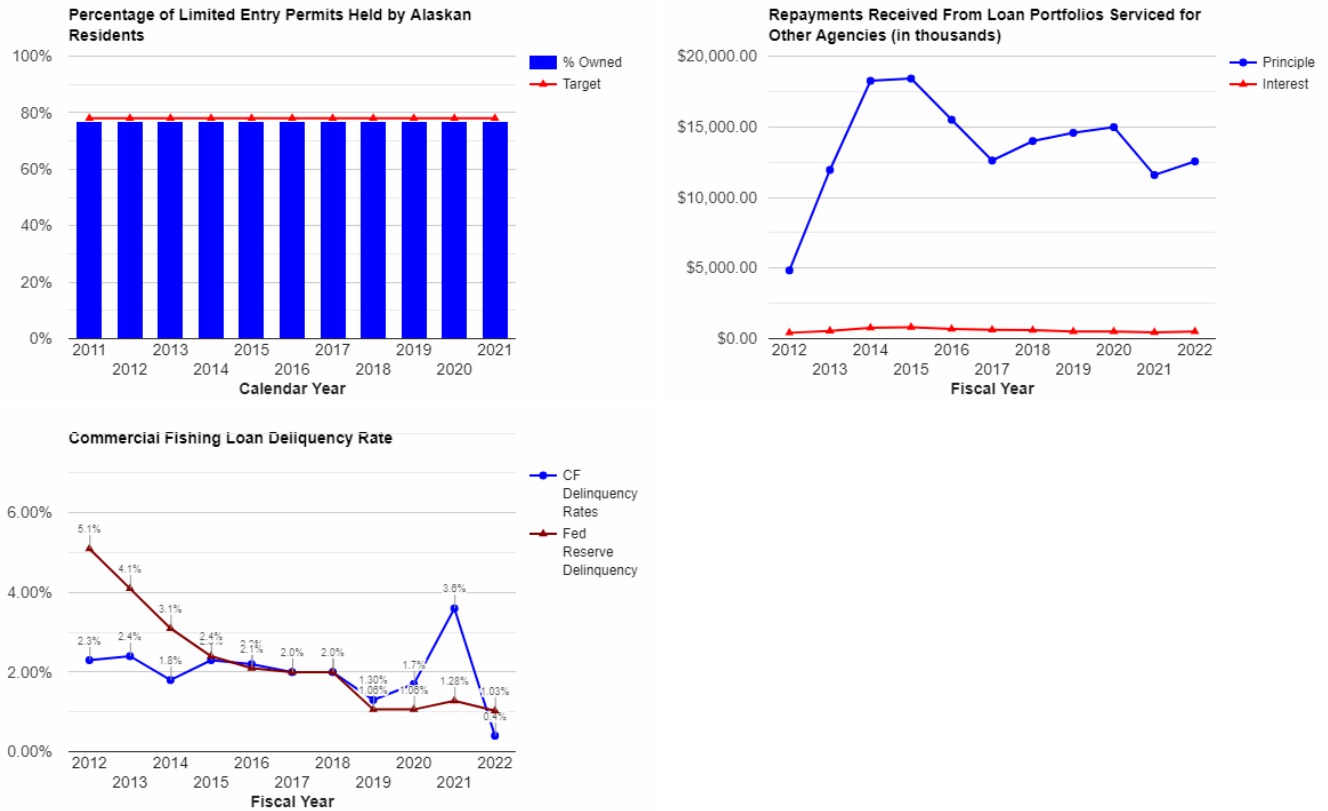 Percentage of Limited Entry Permits Held by Alaskan
Residents
100%
80%
60%
40%
20%
0%
% Owned
Target
2011 2013 2015 2017 2019 2021
2012 2014 2016 2018 2020
Calendar Year
Repayments Received From Loan Portfolios Serviced for
Other Agencies (in thousands)
$20,000.00
$15,000.00
$10,000.00
$5,000.00
$0.00
Principle
Interest
2012 2014 2016 2018 2020 2022
2013 2015 2017 2019 2021
Fiscal Year
Commercial Fishing Loan Deliquency Rate
6.00%
4.00%
2.00%
0.00%
CF
Delinquency
Rates
Fed
Reserve
Delinquency
5.1%
4.1%
3.1%
2.3%
2.4%
1.8%
2.4%
2.1%
2.0%
2.0%
1.30%
1.06%
1.7%
1.06%
3.6%
1.28%
1.03%
0.4%
2012 2014 2016 2018 2020 2022
2013 2015 2017 2019 2021
Fiscal Year